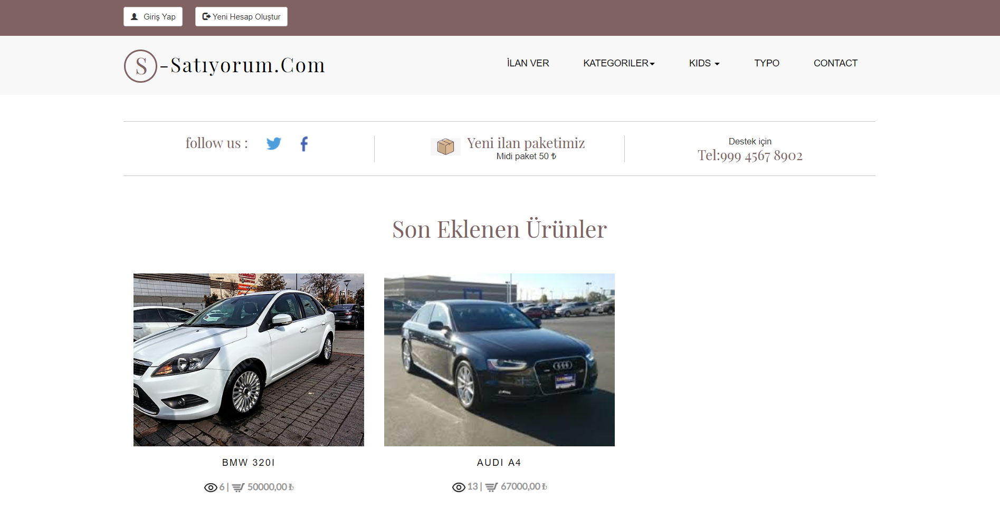 Giriş Yap
Yeni Hesap Oluştur
S-Satıyorum.Com
İLAN VER
KATEGORILER
KIDS
TYPO
CONTACT
follow us :
Yeni ilan paketimiz
Midi paket 50 ₺
Destek için
Tel:999 4567 8902
Son Eklenen Ürünler
BMW 320I
6 | 50000,00 ₺
AUDI A4
13 | 67000,00 ₺